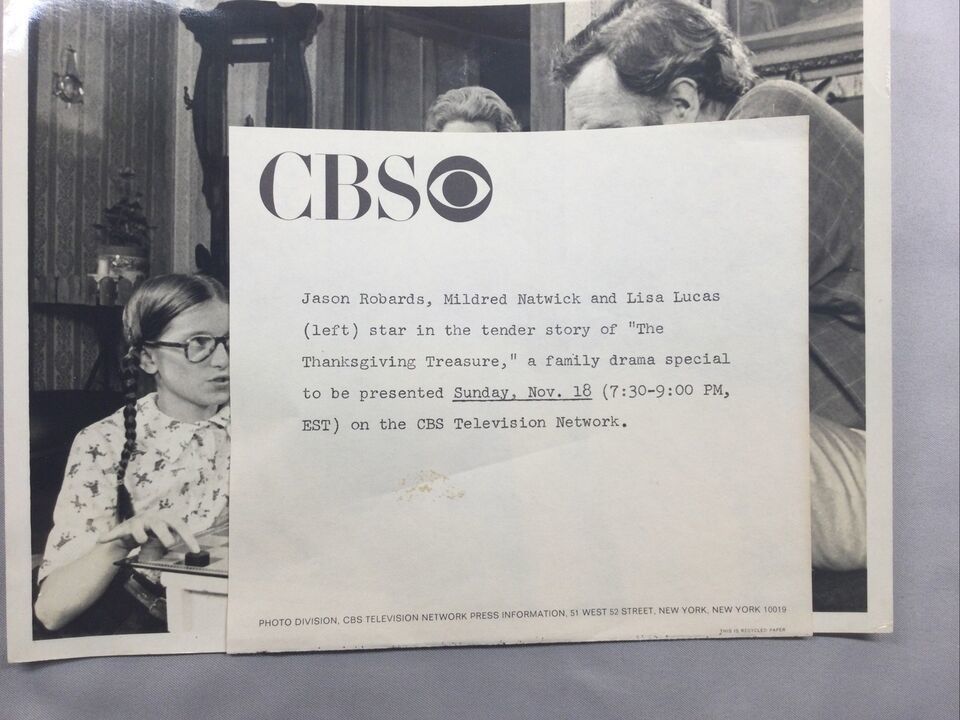 CBS
Jason Robards, Mildred Natwick and Lisa Lucas
(left) star in the tender story of "The
Thanksgiving Treasure," a family drama special
to be presented Sunday, Nov. 18 (7:30-9:00 PM,
EST) on the CBS Television Network.
PHOTO DIVISION, CBS TELEVISION NETWORK PRESS INFORMATION, 51 WEST 52 STREET, NEW YORK, NEW YORK 10019
THIS IS RECYCLED PAPER